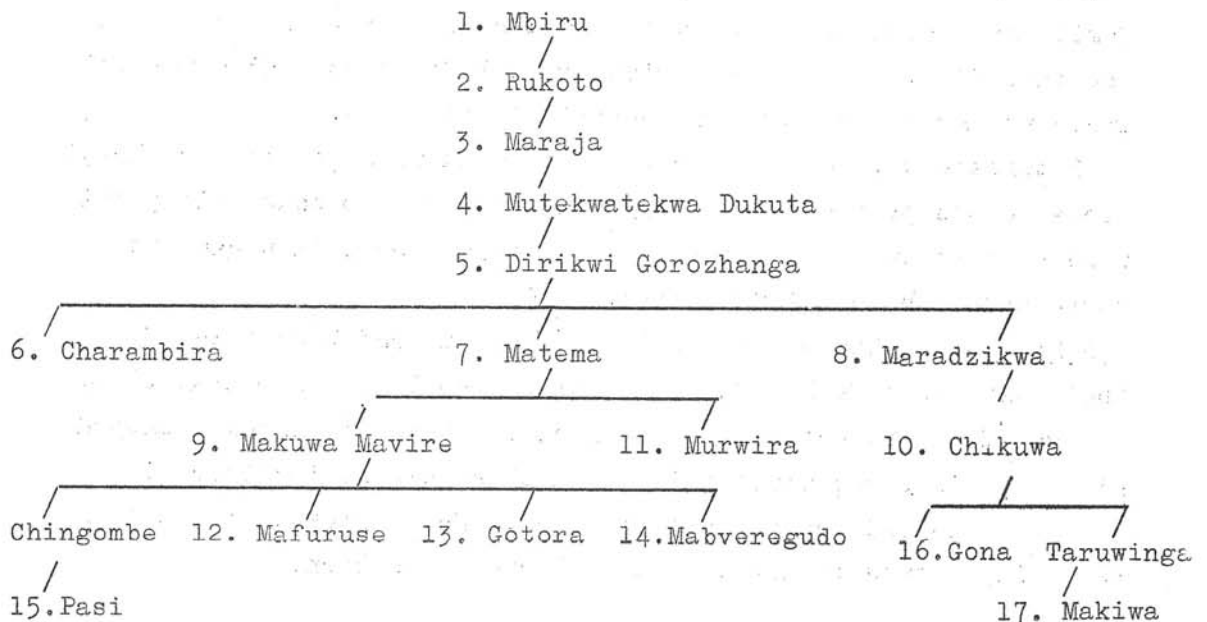 1. Mbiru
2. Rukoto
3. Maraja
4. Mutekwatekwa Dukuta
5. Dirikwi Gorozhanga
6. Charambira 7. Matema 8. Maradzikwa
9. Makuwa Mavire 11. Murwira 10. Chikuwa
Chingombe 12. Mafuruse 13. Gotora 14.Mabveregudo 16.Gona Taruwinga
15.Pasi 17. Makiwa